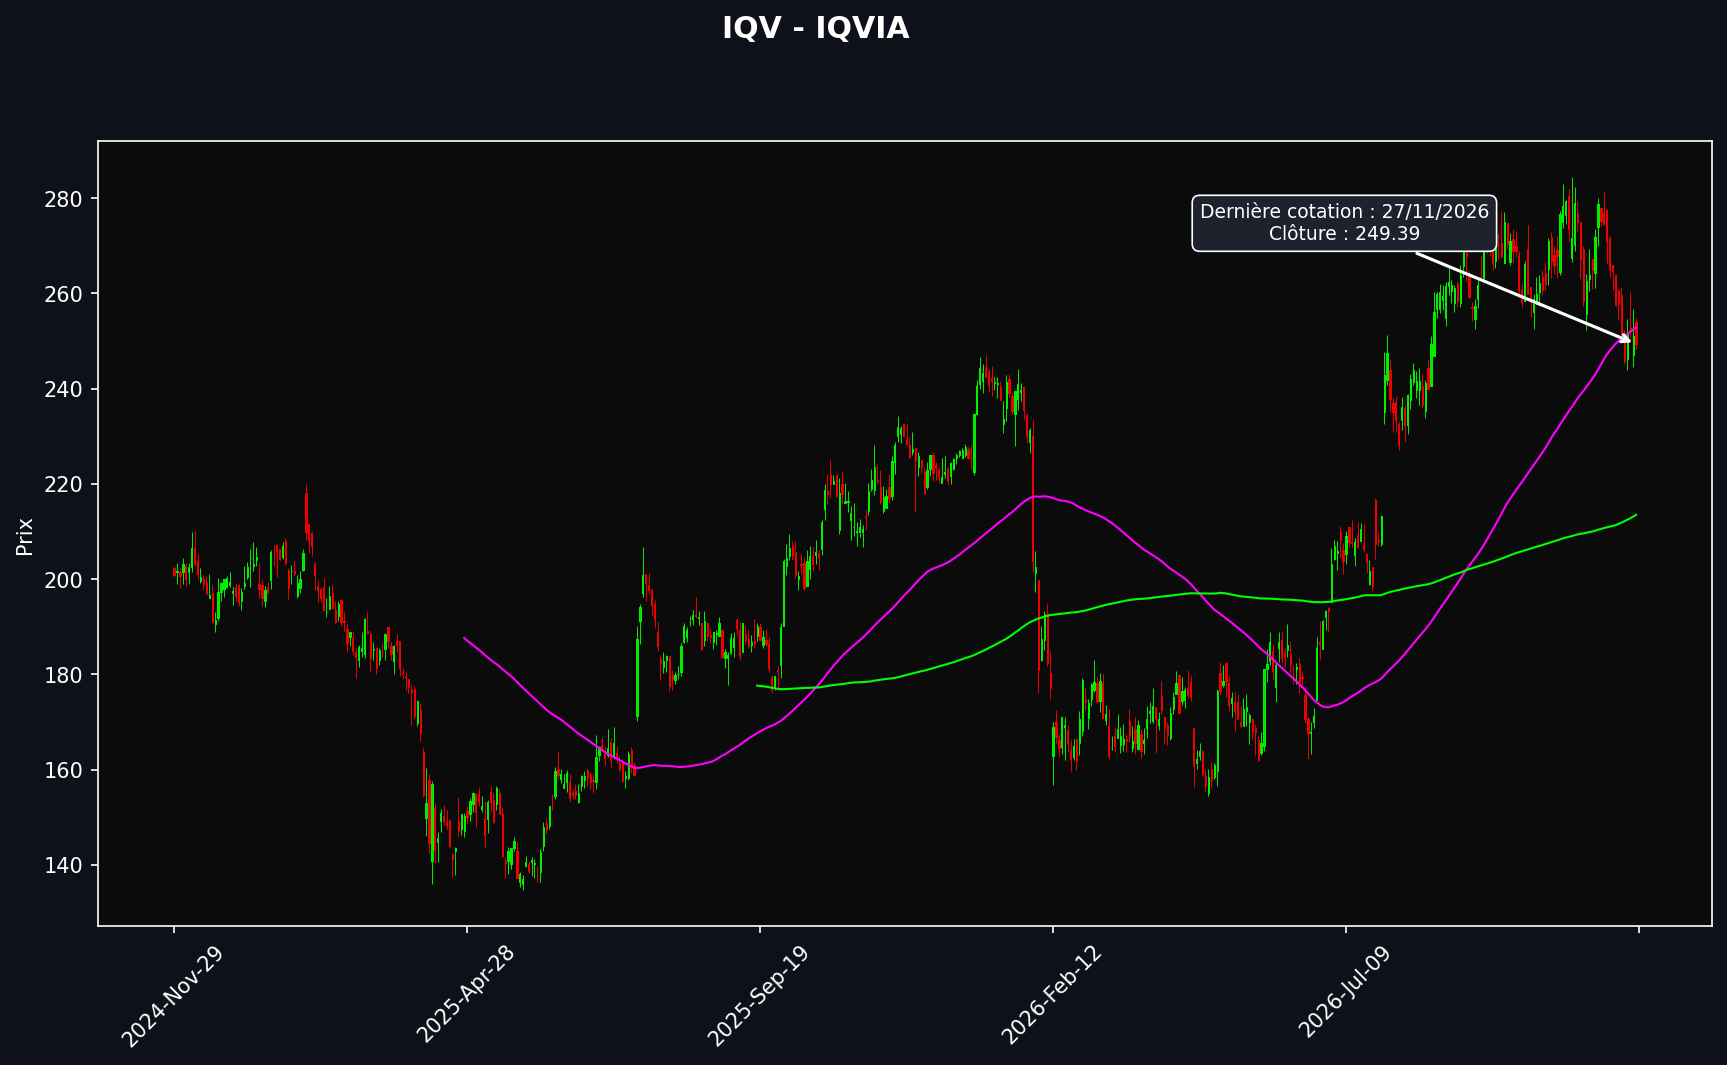 IQV - IQVIA
Dernière cotation : 27/11/2026
Clôture : 249.39
Prix
280
260
240
220
200
180
160
140
2024-Nov-29
2025-Apr-28
2025-Sep-19
2026-Feb-12
2026-Jul-09